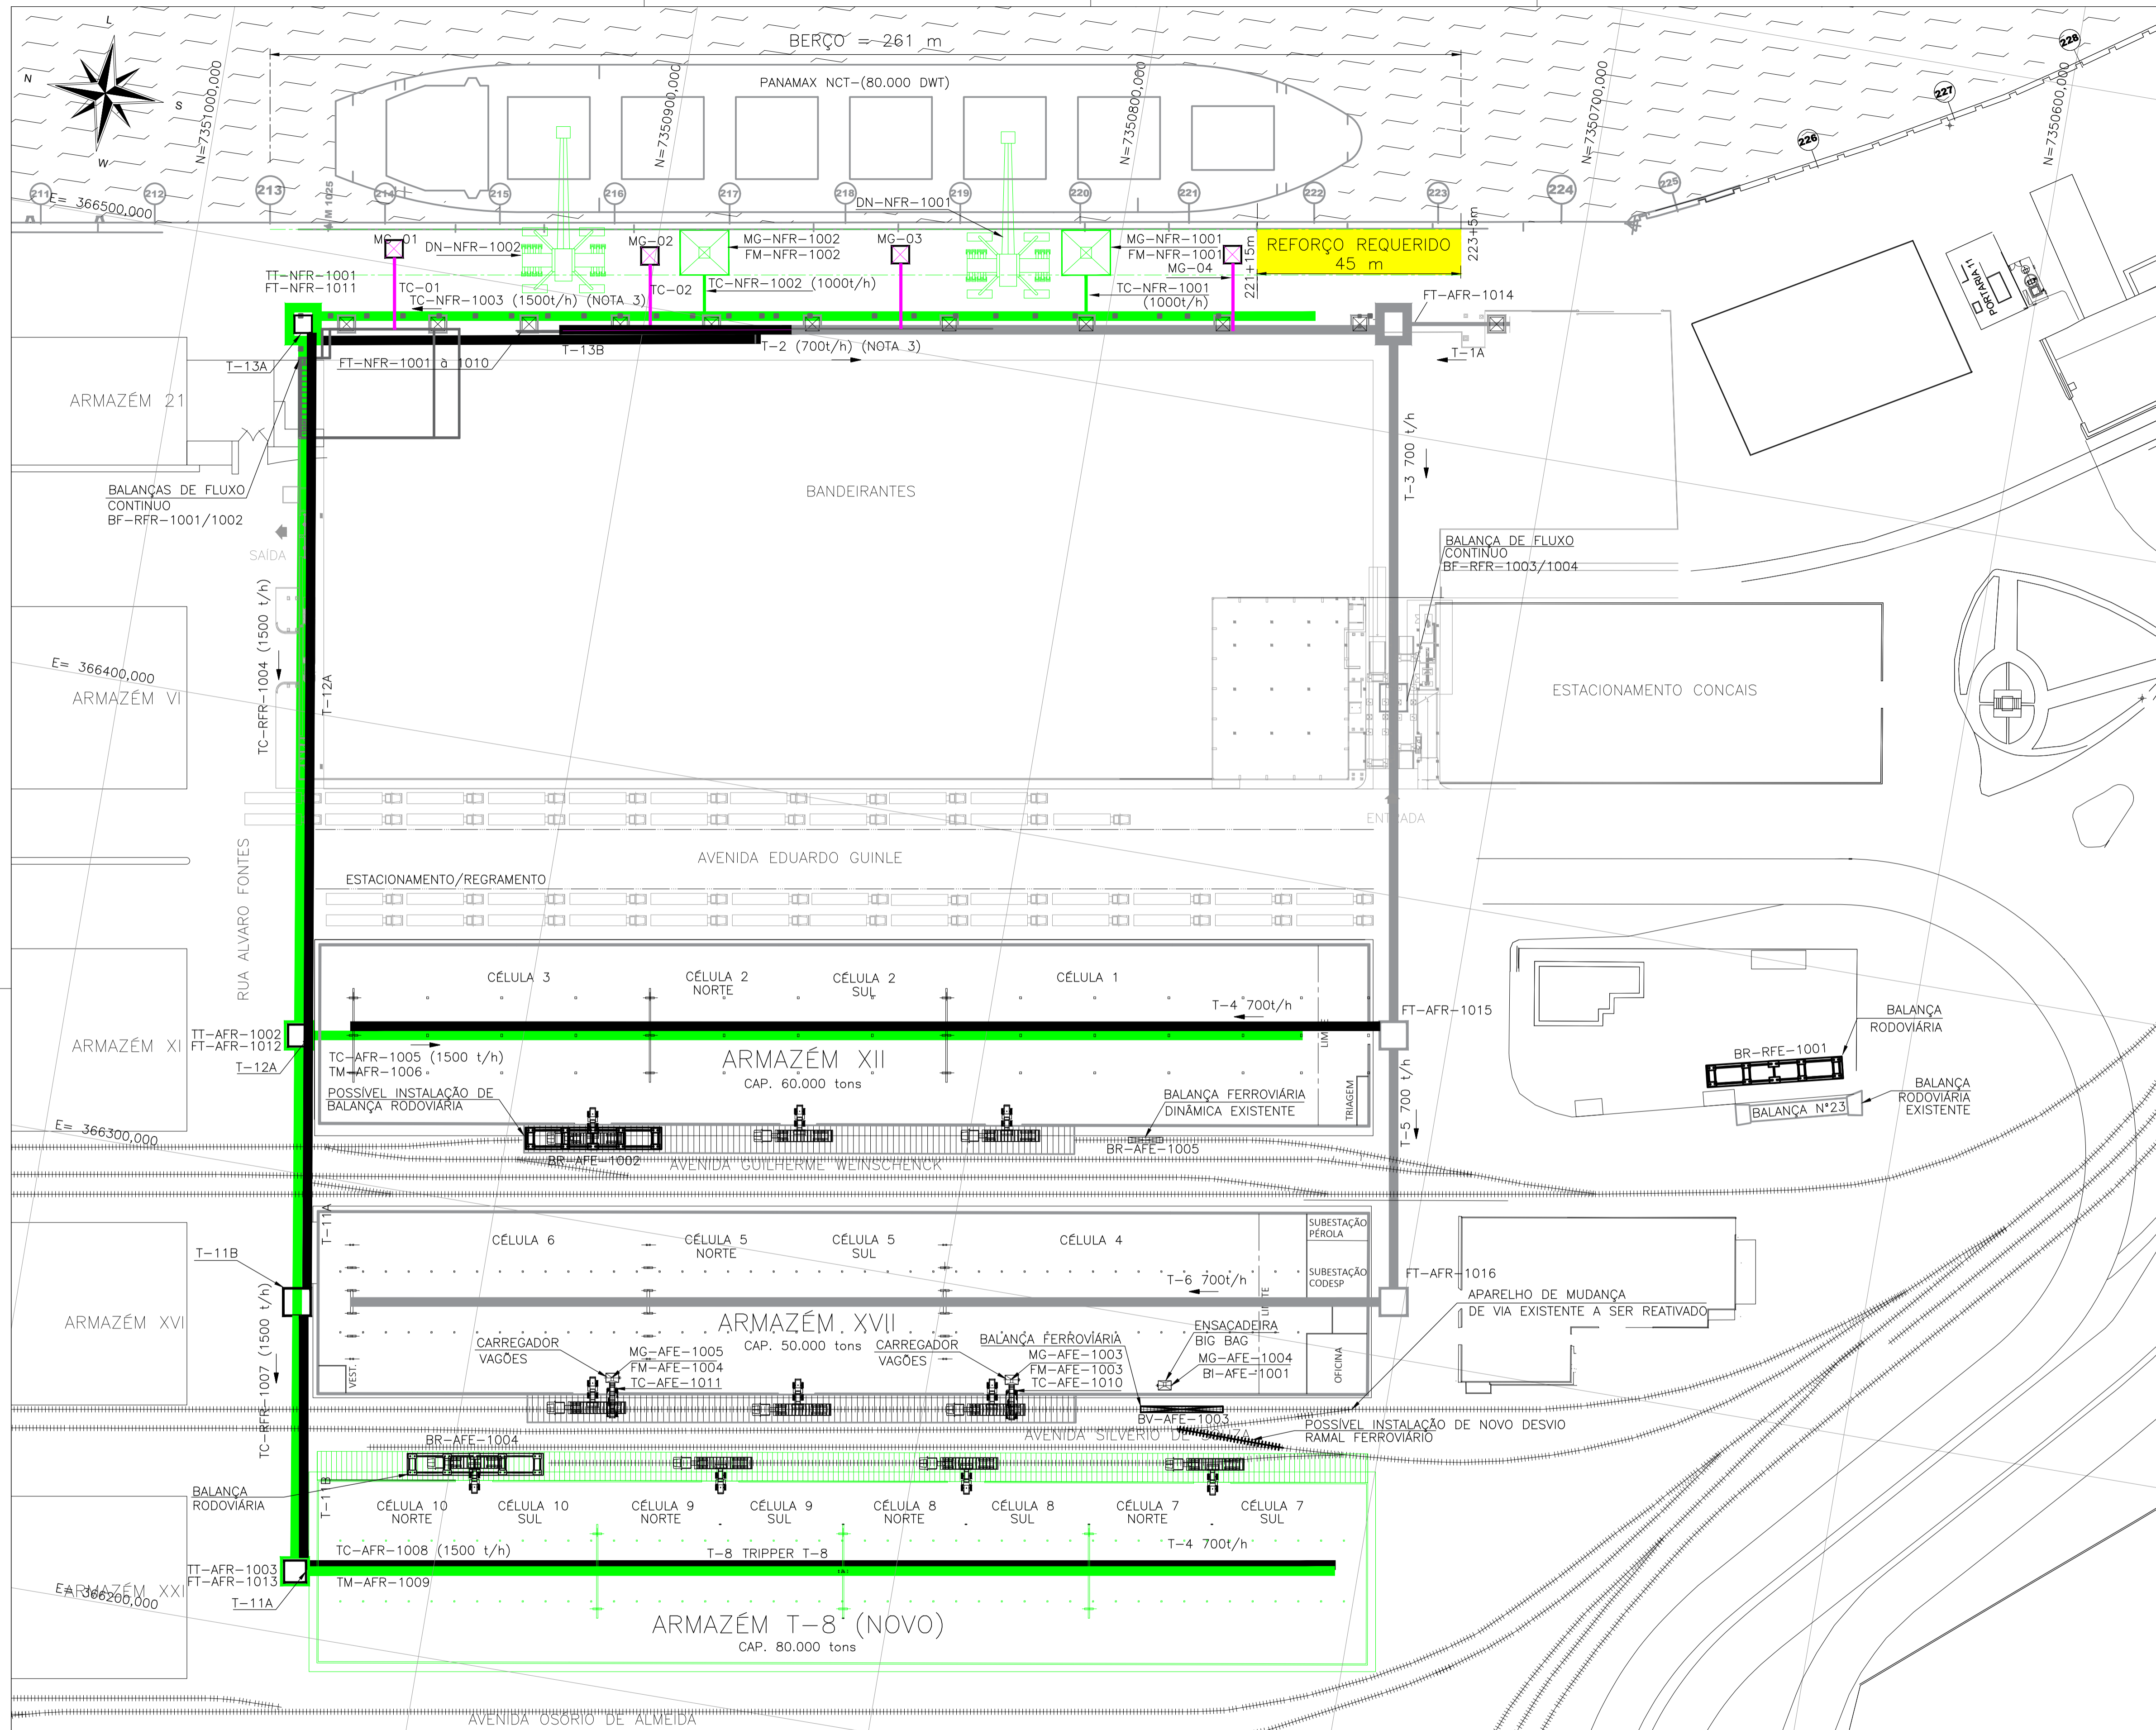 BERÇO = 261 m
PANAMAX NCT-(80.000 DWT)
L
N
S
W
N=7351000,000
N=7350900,000
N=7350800,000
N=7350700,000
N=7350600,000
228
227
226
225
211
212
213
214
215
216
217
218
219
220
221
222
223
224
E= 366500,000
M 1025
DN-NFR-1001
MG-01
DN-NFR-1002
MG-02
MG-NFR-1002
FM-NFR-1002
MG-03
MG-NFR-1001
FM-NFR-1001
MG-04
221+15m
REFORÇO REQUERIDO
45 m
223+5m
PORTARIA 11
TT-NFR-1001
FT-NFR-1011
TC-01
TC-02
TC-NFR-1002 (1000t/h)
TC-NFR-1001
(1000t/h)
TC-NFR-1003 (1500t/h) (NOTA 3)
FT-AFR-1014
T-13A
FT-NFR-1001 à 1010
T-13B
T-2 (700t/h) (NOTA 3)
T-1A
ARMAZÉM 21
T-3 700 t/h
BALANÇAS DE FLUXO
CONTINUO
BF-RFR-1001/1002
BANDEIRANTES
SAÍDA
BALANÇA DE FLUXO
CONTINUO
BF-RFR-1003/1004
TC-RFR-1004 (1500 t/h)
T-12A
E= 366400,000
ARMAZÉM VI
ESTACIONAMENTO CONCAIS
ENTRADA
RUA ALVARO FONTES
AVENIDA EDUARDO GUINLE
ESTACIONAMENTO/REGRAMENTO
CÉLULA 3
CÉLULA 2
NORTE
CÉLULA 2
SUL
CÉLULA 1
T-4 700t/h
FT-AFR-1015
LIMITE
TT-AFR-1002
FT-AFR-1012
T-12A
ARMAZÉM XI
TC-AFR-1005 (1500 t/h)
TM-AFR-1006
ARMAZÉM XII
CAP. 60.000 tons
POSSÍVEL INSTALAÇÃO DE
BALANÇA RODOVIÁRIA
BALANÇA FERROVIÁRIA
DINÂMICA EXISTENTE
TRIAGEM
T-5 700 t/h
BALANÇA
RODOVIÁRIA
BR-RFE-1001
BALANÇA
RODOVIÁRIA
EXISTENTE
BALANÇA N°23
E= 366300,000
BR-AFE-1002
AVENIDA GUILHERME WEINSCHENCK
BR-AFE-1005
T-11A
T-11B
CÉLULA 6
CÉLULA 5
NORTE
CÉLULA 5
SUL
CÉLULA 4
SUBESTAÇÃO
PÉROLA
SUBESTAÇÃO
CODESP
T-6 700t/h
LIMITE
FT-AFR-1016
APARELHO DE MUDANÇA
DE VIA EXISTENTE A SER REATIVADO
ARMAZÉM XVI
TC-RFR-1007 (1500 t/h)
ARMAZÉM XVII
CAP. 50.000 tons
CARREGADOR
VAGÕES
MG-AFE-1005
FM-AFE-1004
TC-AFE-1011
CARREGADOR
VAGÕES
BALANÇA FERROVIÁRIA
MG-AFE-1003
FM-AFE-1003
TC-AFE-1010
ENSACADEIRA
BIG BAG
MG-AFE-1004
BI-AFE-1001
VEST.
OFICINA
BV-AFE-1003
POSSÍVEL INSTALAÇÃO DE NOVO DESVIO
RAMAL FERROVIÁRIO
AVENIDA SILVÉRIO DE SOUZA
BR-AFE-1004
BALANÇA
RODOVIÁRIA
T-11B
CÉLULA 10
NORTE
CÉLULA 10
SUL
CÉLULA 9
NORTE
CÉLULA 9
SUL
CÉLULA 8
NORTE
CÉLULA 8
SUL
CÉLULA 7
NORTE
CÉLULA 7
SUL
TC-AFR-1008 (1500 t/h)
T-8 TRIPPER T-8
T-4 700t/h
TT-AFR-1003
FT-AFR-1013
T-11A
TM-AFR-1009
ARMAZÉM XXI
E= 366200,000
ARMAZÉM T-8 (NOVO)
CAP. 80.000 tons
AVENIDA OSÓRIO DE ALMEIDA